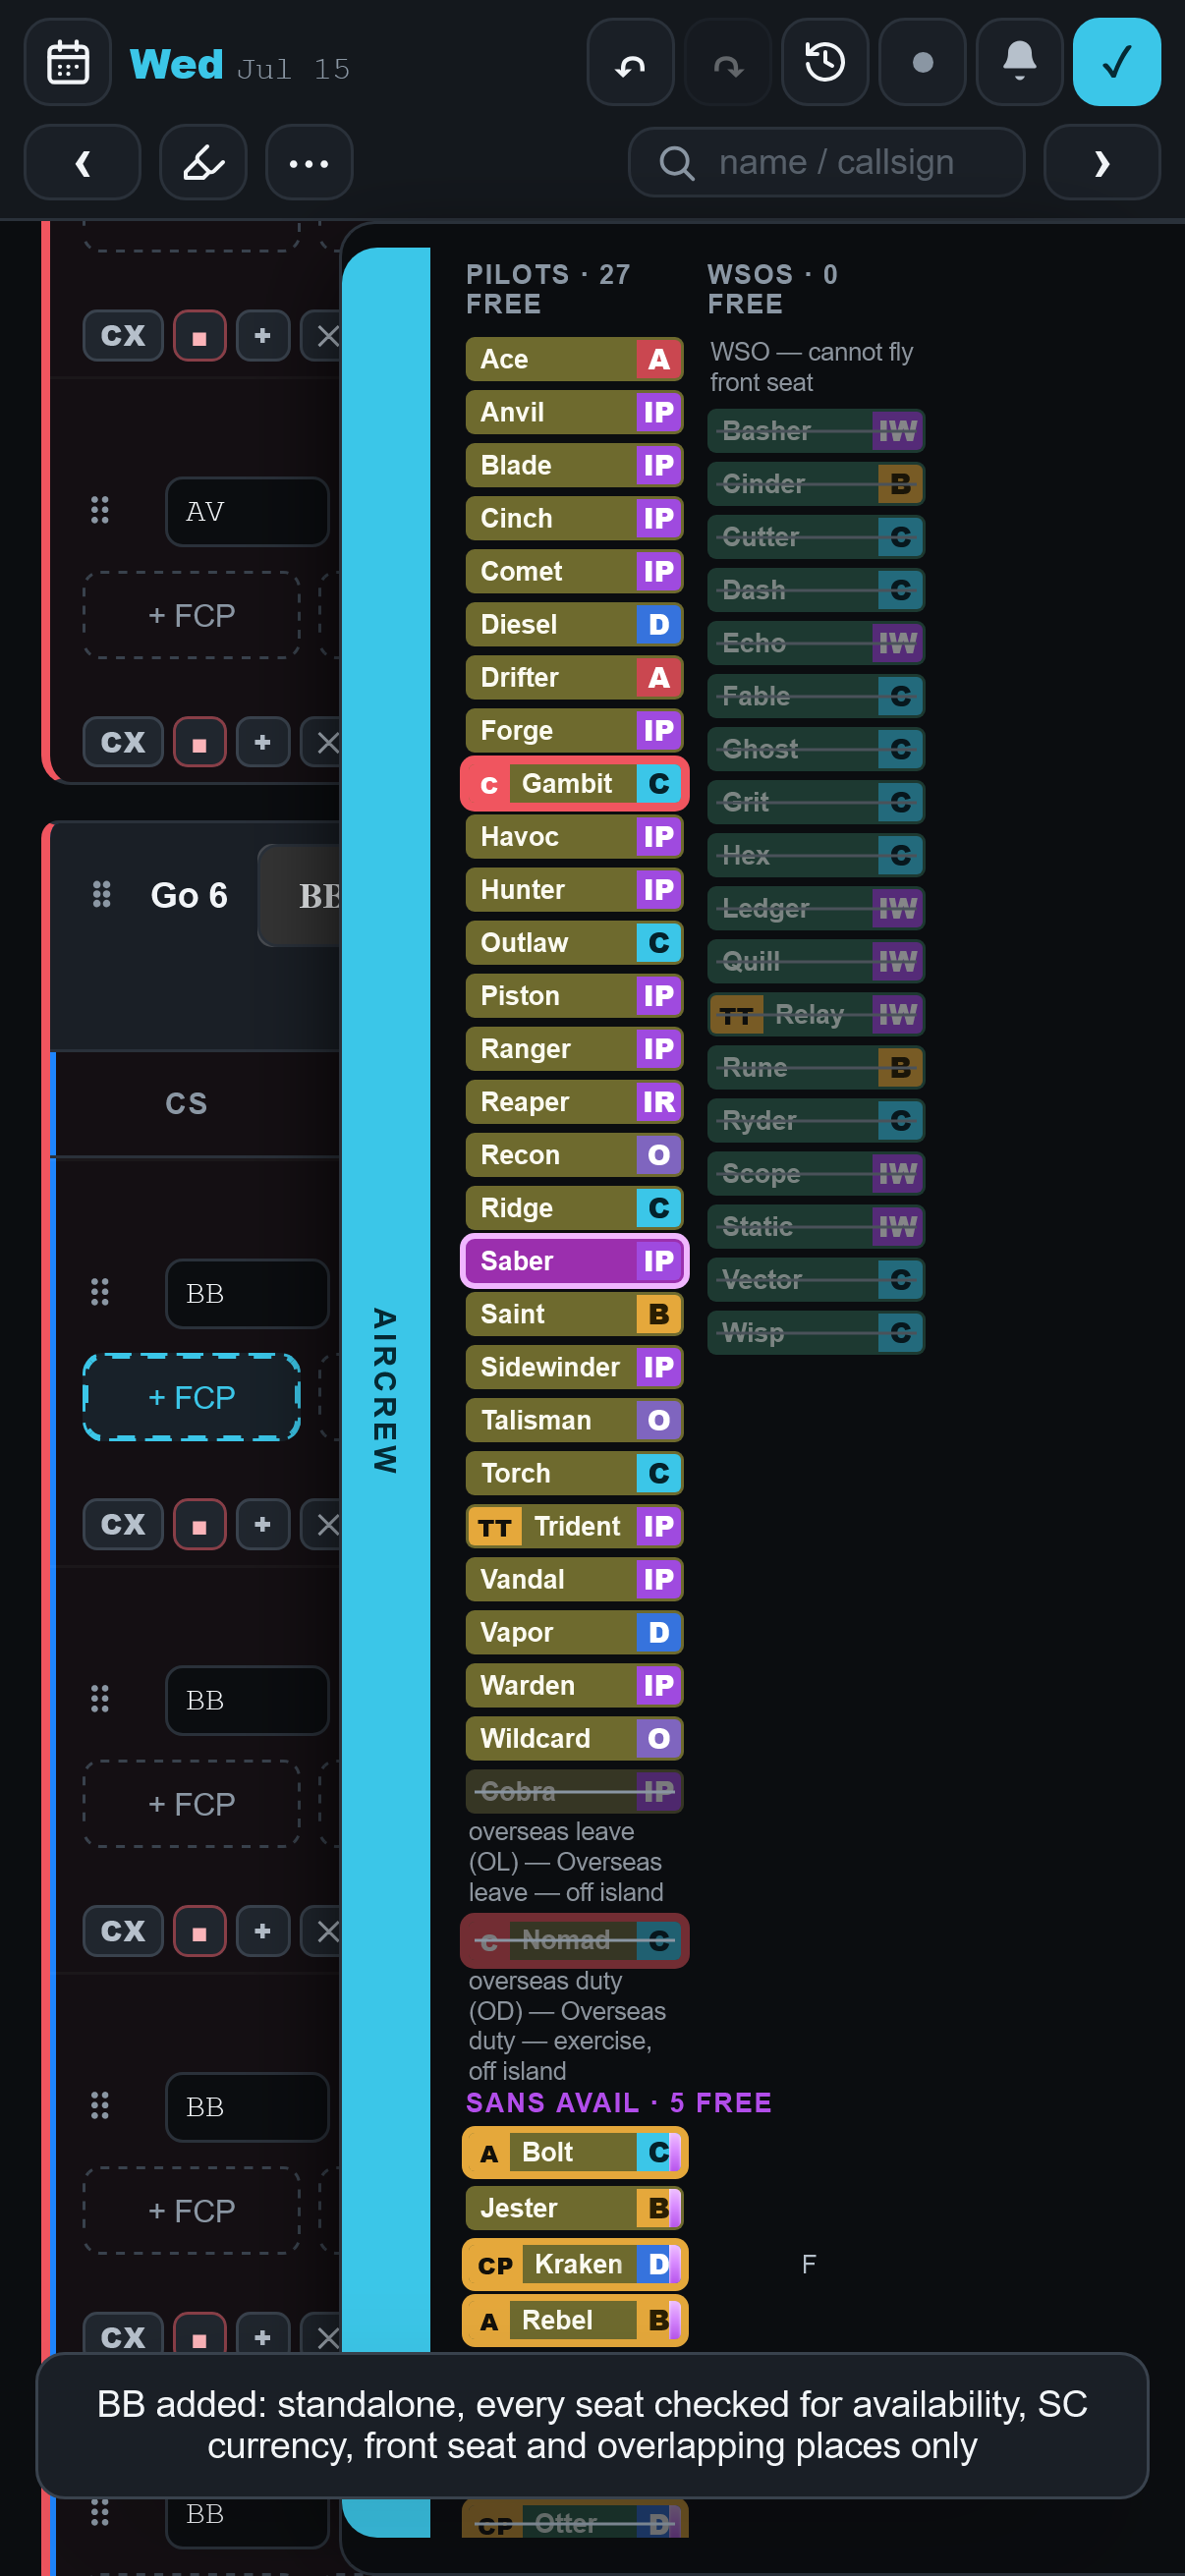 Wed Jul 15
name / callsign
CX
AV
+ FCP
CX
Go 6
CS
BB
+ FCP
CX
BB
+ FCP
CX
BB
+ FCP
CX
BB
AIRCREW
PILOTS · 27
FREE
Ace A
Anvil IP
Blade IP
Cinch IP
Comet IP
Diesel D
Drifter A
Forge IP
C Gambit C
Havoc IP
Hunter IP
Outlaw C
Piston IP
Ranger IP
Reaper IR
Recon O
Ridge C
Saber IP
Saint B
Sidewinder IP
Talisman O
Torch C
TT Trident IP
Vandal IP
Vapor D
Warden IP
Wildcard O
Cobra IP
overseas leave
(OL) — Overseas
leave — off island
C Nomad C
overseas duty
(OD) — Overseas
duty — exercise,
off island
WSOS · 0
FREE
WSO — cannot fly
front seat
Basher IW
Cinder B
Cutter C
Dash C
Echo IW
Fable C
Ghost C
Grit C
Hex C
Ledger IW
Quill IW
TT Relay IW
Rune B
Ryder C
Scope IW
Static IW
Vector C
Wisp C
SANS AVAIL · 5 FREE
A Bolt C
Jester B
CP Kraken D
F
A Rebel B
BB added: standalone, every seat checked for availability, SC
currency, front seat and overlapping places only
CP Otter D